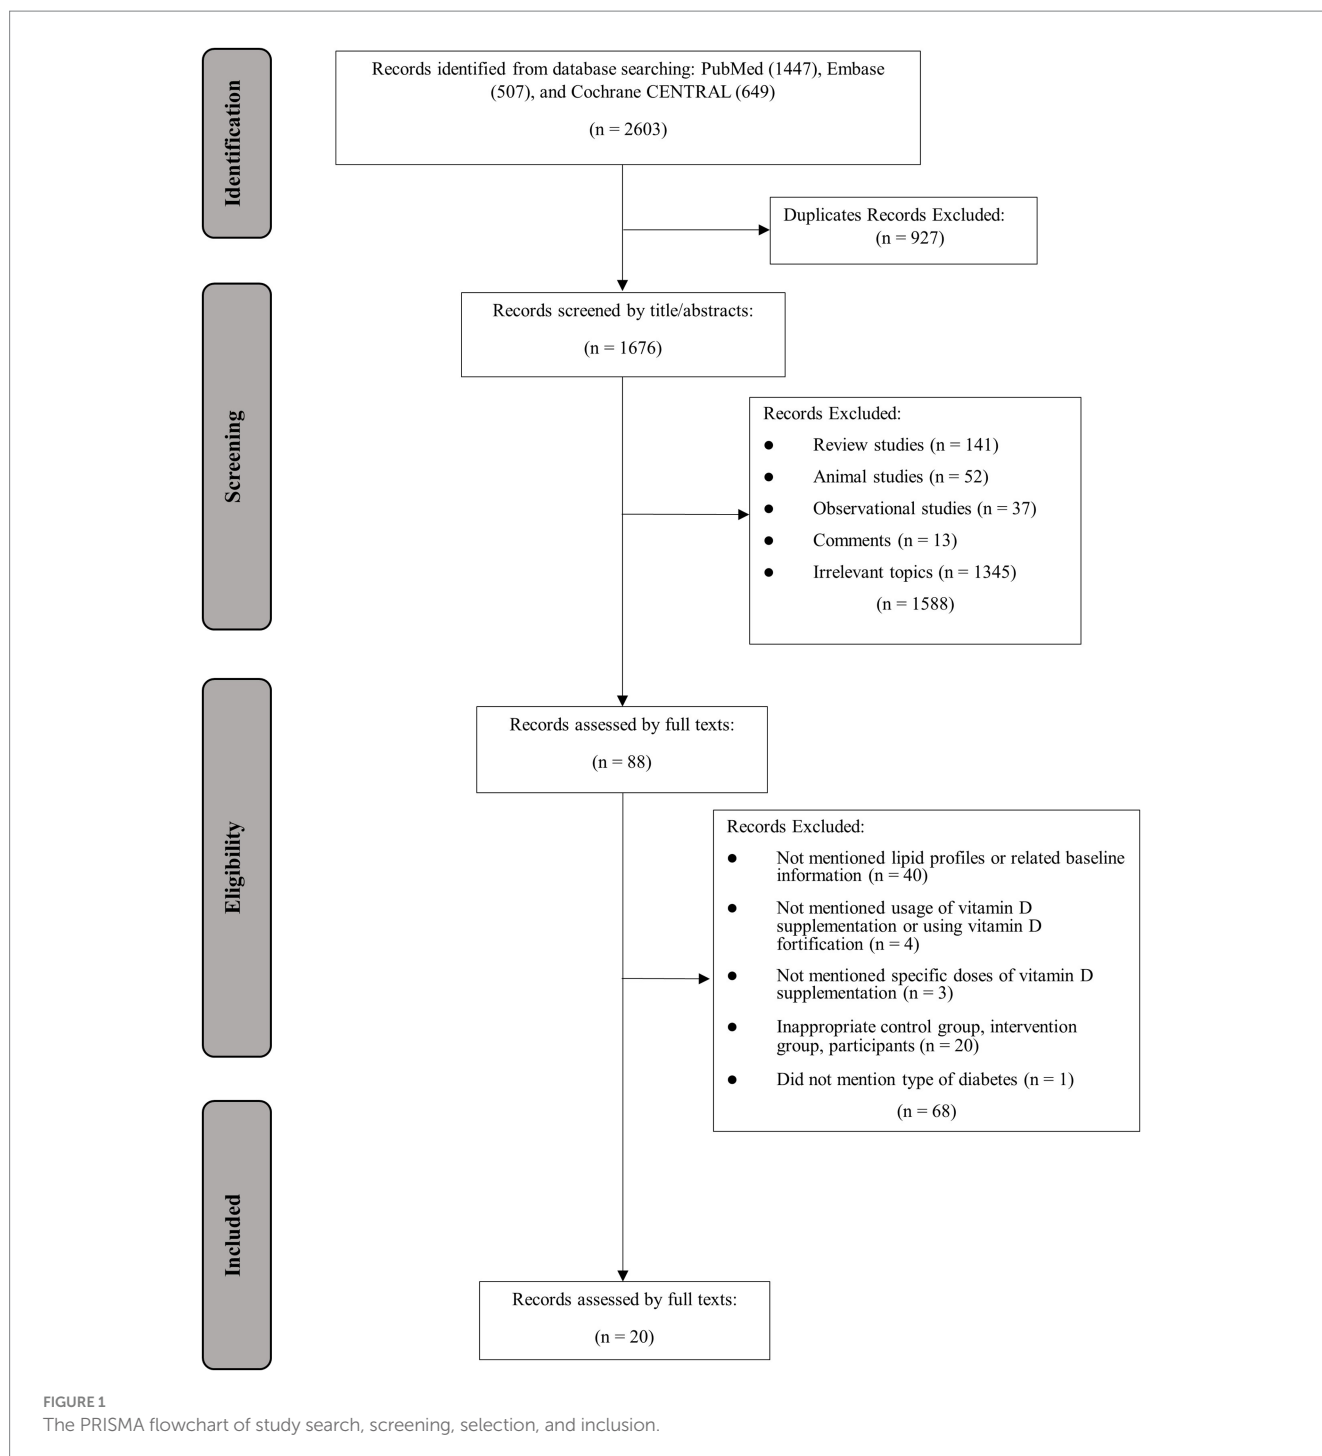 Identification
Records identified from database searching: PubMed (1447), Embase
(507), and Cochrane CENTRAL (649)
(n = 2603)
Duplicates Records Excluded:
(n = 927)
Screening
Records screened by title/abstracts:
(n = 1676)
Records Excluded:
● Review studies (n = 141)
● Animal studies (n = 52)
● Observational studies (n = 37)
● Comments (n = 13)
● Irrelevant topics (n = 1345)
(n = 1588)
Eligibility
Records assessed by full texts:
(n = 88)
Records Excluded:
● Not mentioned lipid profiles or related baseline
information (n = 40)
● Not mentioned usage of vitamin D
supplementation or using vitamin D
fortification (n = 4)
● Not mentioned specific doses of vitamin D
supplementation (n = 3)
● Inappropriate control group, intervention
group, participants (n = 20)
● Did not mention type of diabetes (n = 1)
(n = 68)
Included
Records assessed by full texts:
(n = 20)
FIGURE 1
The PRISMA flowchart of study search, screening, selection, and inclusion.